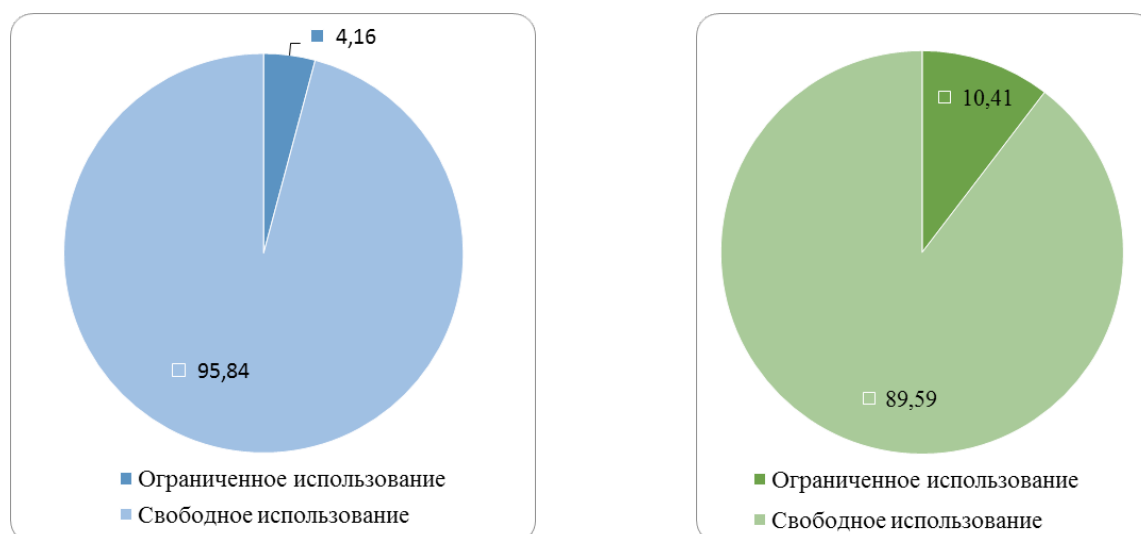 4,16
95,84
Ограниченное использование
Свободное использование
10,41
89,59
Ограниченное использование
Свободное использование